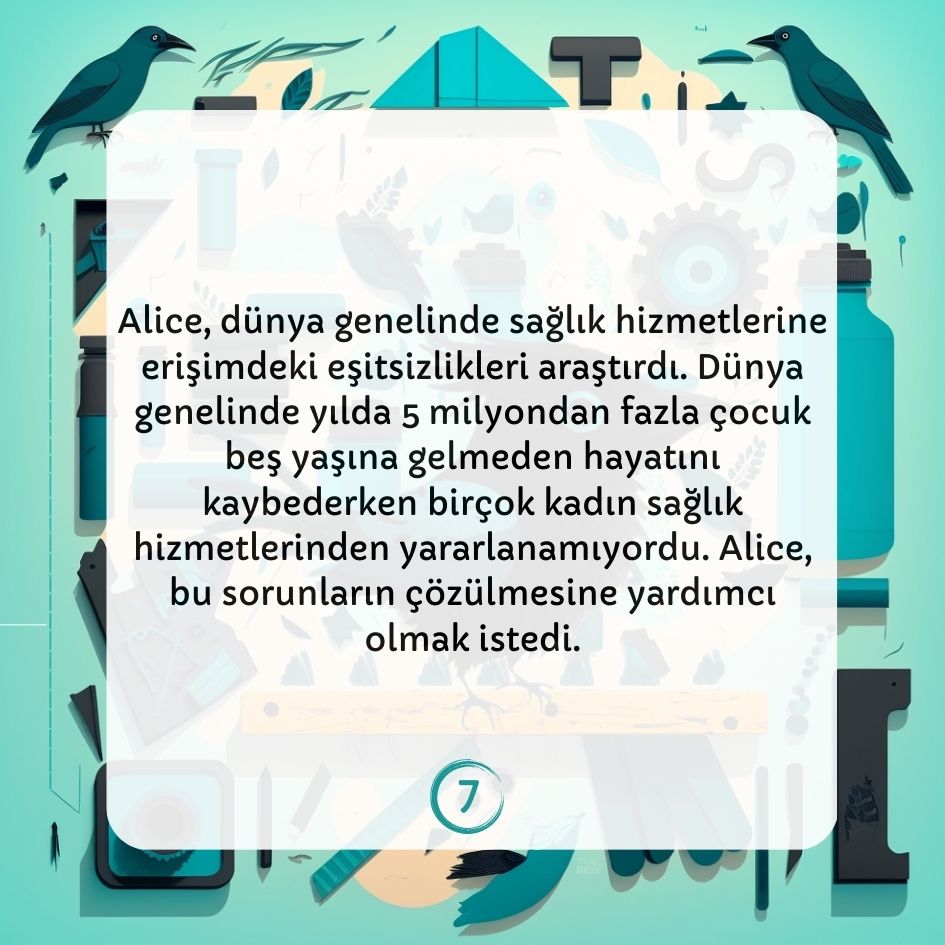 Alice, dünya genelinde sağlık hizmetlerine
erişimdeki eşitsizlikleri araştırdı. Dünya
genelinde yılda 5 milyondan fazla çocuk
beş yaşına gelmeden hayatını
kaybederken birçok kadın sağlık
hizmetlerinden yararlanamıyordu. Alice,
bu sorunların çözülmesine yardımcı
olmak istedi.
7